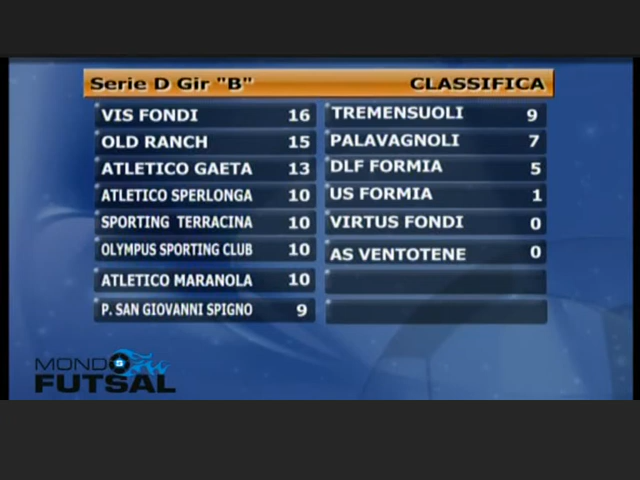 Serie D Gir "B" CLASSIFICA
VIS FONDI 16
OLD RANCH 15
ATLETICO GAETA 13
ATLETICO SPERLONGA 10
SPORTING TERRACINA 10
OLYMPUS SPORTING CLUB 10
ATLETICO MARANOLA 10
P. SAN GIOVANNI SPIGNO 9
TREMENSUOLI 9
PALAVAGNOLI 7
DLF FORMIA 5
US FORMIA 1
VIRTUS FONDI 0
AS VENTOTENE 0
MONDO
FUTSAL